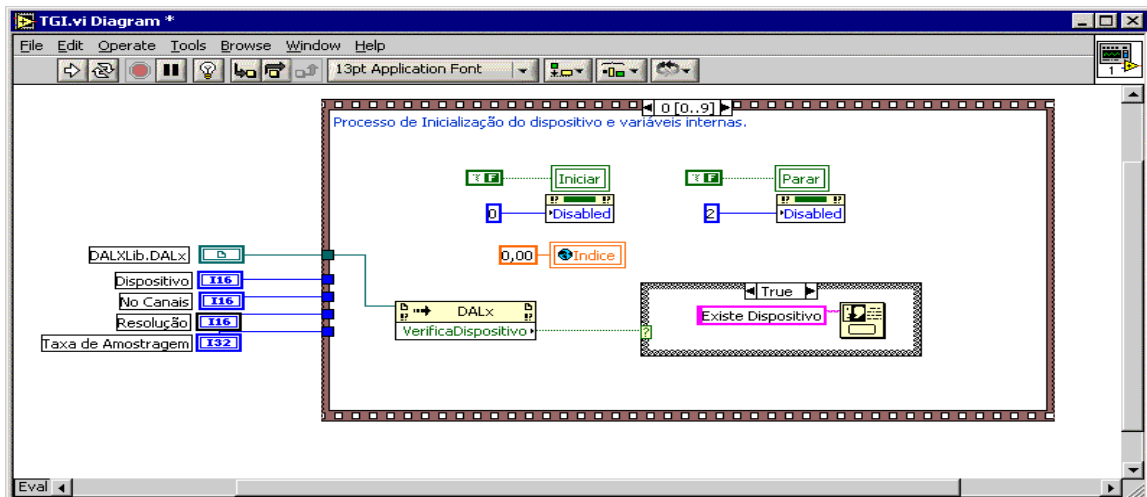 TGI.vi Diagram *
File Edit Operate Tools Browse Window Help
13pt Application Font
1
0 [0..9]
Processo de Inicialização do dispositivo e variáveis internas.
F Iniciar
F Parar
0 Disabled
2 Disabled
DALXLib.DALx
0,00 Indice
Dispositivo I16
True
No Canais I16
DALx
Existe Dispositivo
Resolução I16
VerificaDispositivo
?
Taxa de Amostragem I32
Eval